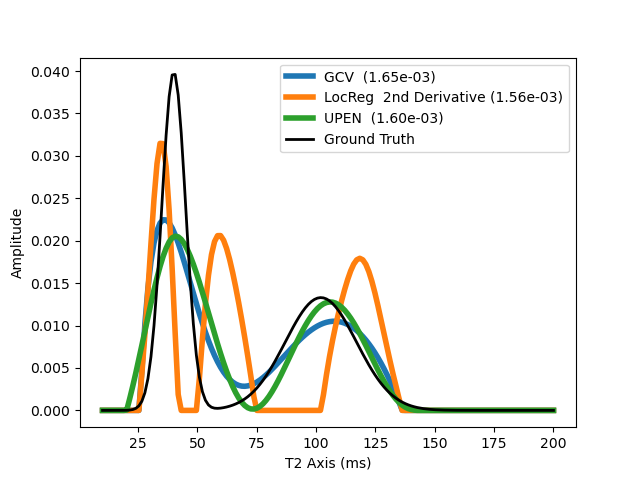 GCV  (1.65e-03)
LocReg  2nd Derivative (1.56e-03)
UPEN  (1.60e-03)
Ground Truth
0.040
0.035
0.030
0.025
0.020
0.015
0.010
0.005
0.000
Amplitude
25 50 75 100 125 150 175 200
T2 Axis (ms)